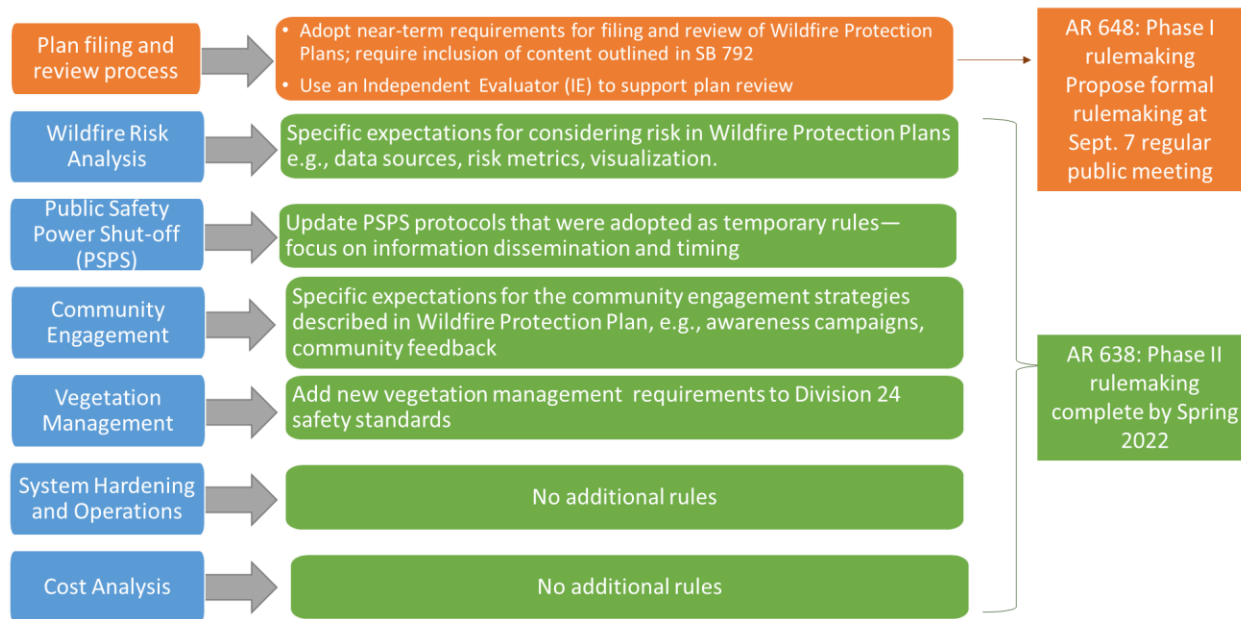 Plan filing and
review process
• Adopt near-term requirements for filing and review of Wildfire Protection
Plans; require inclusion of content outlined in SB 792
• Use an Independent Evaluator (IE) to support plan review
AR 648: Phase I
rulemaking
Propose formal
rulemaking at
Sept. 7 regular
public meeting
Wildfire Risk
Analysis
Specific expectations for considering risk in Wildfire Protection Plans
e.g., data sources, risk metrics, visualization.
Public Safety
Power Shut-off
(PSPS)
Update PSPS protocols that were adopted as temporary rules—
focus on information dissemination and timing
Community
Engagement
Specific expectations for the community engagement strategies
described in Wildfire Protection Plan, e.g., awareness campaigns,
community feedback
Vegetation
Management
Add new vegetation management requirements to Division 24
safety standards
System Hardening
and Operations
No additional rules
Cost Analysis
No additional rules
AR 638: Phase II
rulemaking
complete by Spring
2022